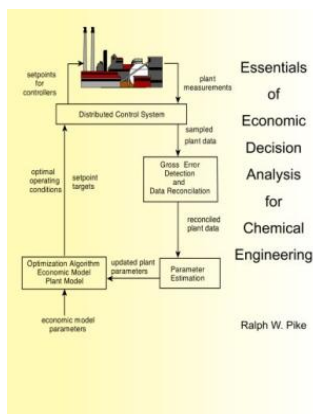 Essentials
of
Economic
Decision
Analysis
for
Chemical
Engineering
Ralph W. Pike
setpoints
for
controllers
plant
measurements
Distributed Control System
sampled
plant data
optimal
operating
conditions
setpoint
targets
Gross Error
Detection
and
Data Reconcilation
reconciled
plant data
Optimization Algorithm
Economic Model
Plant Model
updated plant
parameters
Parameter
Estimation
economic model
parameters